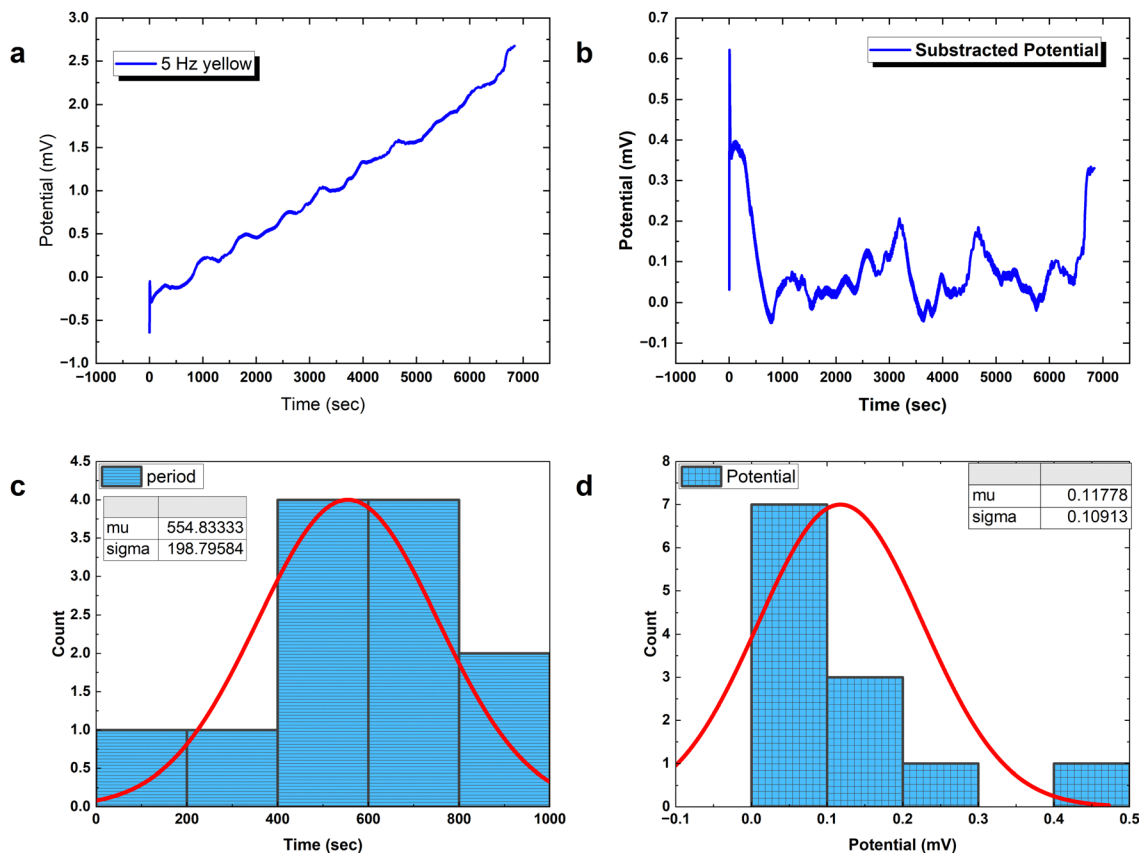 a
5 Hz yellow
3.0
2.5
2.0
1.5
1.0
0.5
0.0
−0.5
−1.0
Potential (mV)
−1000 0 1000 2000 3000 4000 5000 6000 7000
Time (sec)
b
Substracted Potential
0.7
0.6
0.5
0.4
0.3
0.2
0.1
0.0
−0.1
Potential (mV)
−1000 0 1000 2000 3000 4000 5000 6000 7000
Time (sec)
c
period
mu 554.83333
sigma 198.79584
4.5
4.0
3.5
3.0
2.5
2.0
1.5
1.0
0.5
0.0
Count
0 200 400 600 800 1000
Time (sec)
d
Potential
mu 0.11778
sigma 0.10913
8
7
6
5
4
3
2
1
0
Count
−0.1 0.0 0.1 0.2 0.3 0.4 0.5
Potential (mV)